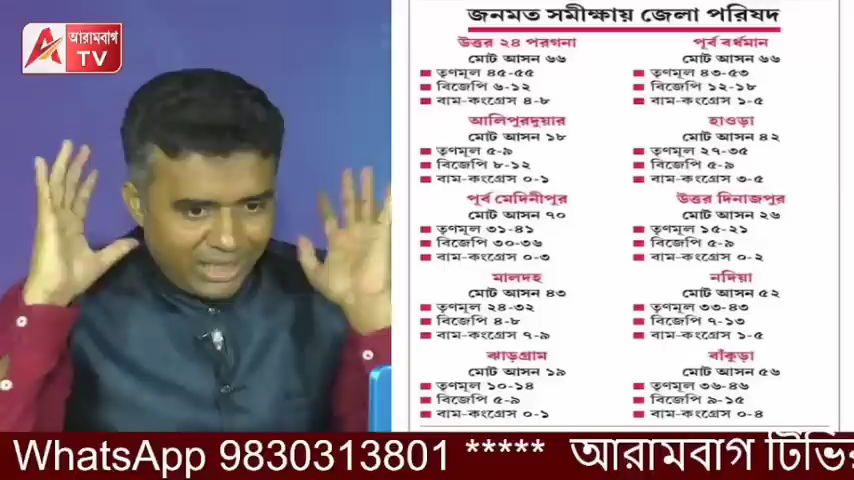 আরামবাগ
TV
জনমত সমীক্ষায় জেলা পরিষদ
উত্তর ২৪ পরগনা
মোট আসন ৬৬
তৃণমূল ৪৫-৫৫
বিজেপি ৬-১২
বাম-কংগ্রেস ৪-৮
আলিপুরদুয়ার
মোট আসন ১৮
তৃণমূল ৫-৯
বিজেপি ৮-১২
বাম-কংগ্রেস ০-১
পূর্ব মেদিনীপুর
মোট আসন ৭০
তৃণমূল ৩১-৪১
বিজেপি ৩০-৩৬
বাম-কংগ্রেস ০-৩
মালদহ
মোট আসন ৪৩
তৃণমূল ২৪-৩২
বিজেপি ৪-৮
বাম-কংগ্রেস ৭-৯
ঝাড়গ্রাম
মোট আসন ১৯
তৃণমূল ১০-১৪
বিজেপি ৫-৯
বাম-কংগ্রেস ০-১
পূর্ব বর্ধমান
মোট আসন ৬৬
তৃণমূল ৪৩-৫৩
বিজেপি ১২-১৮
বাম-কংগ্রেস ১-৫
হাওড়া
মোট আসন ৪২
তৃণমূল ২৭-৩৫
বিজেপি ৫-৯
বাম-কংগ্রেস ৩-৫
উত্তর দিনাজপুর
মোট আসন ২৬
তৃণমূল ১৫-২১
বিজেপি ৫-৯
বাম-কংগ্রেস ০-২
নদিয়া
মোট আসন ৫২
তৃণমূল ৩৩-৪৩
বিজেপি ৭-১৩
বাম-কংগ্রেস ১-৫
বাঁকুড়া
মোট আসন ৫৬
তৃণমূল ৩৬-৪৬
বিজেপি ৯-১৫
বাম-কংগ্রেস ০-৪
WhatsApp 9830313801 ***** আরামবাগ টিভির